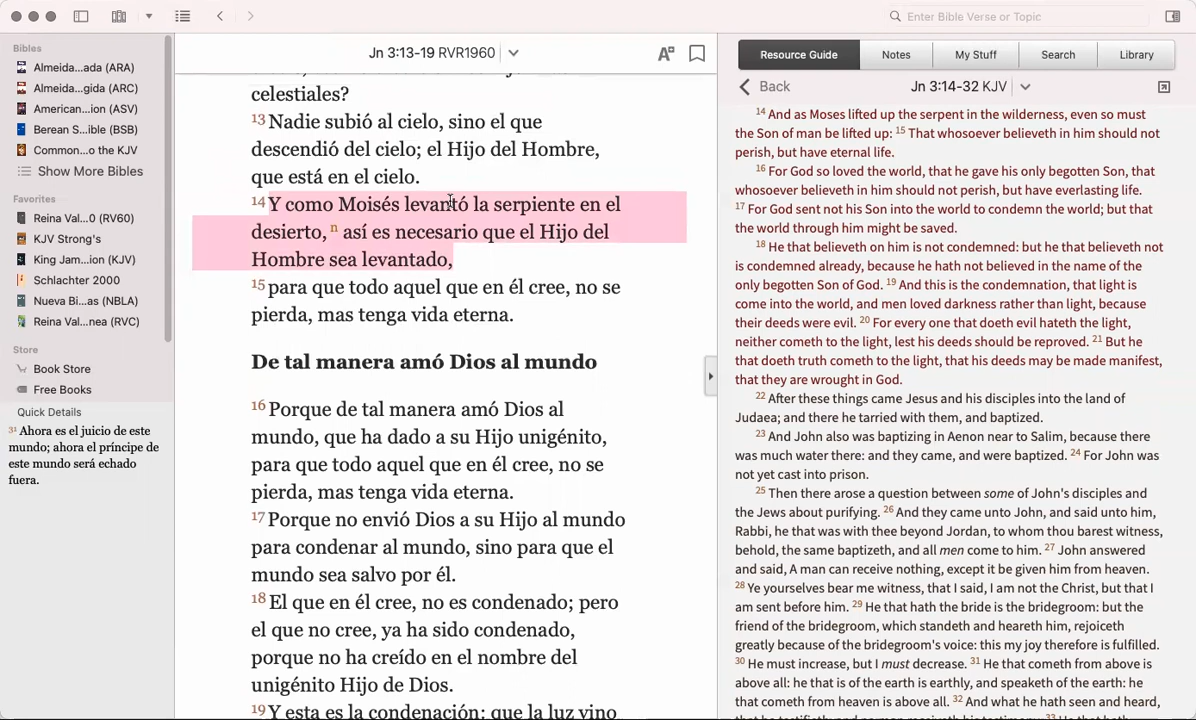 Enter Bible Verse or Topic
Bibles
Almeida...ada (ARA)
Almeida...gida (ARC)
American...ion (ASV)
Berean S...ible (BSB)
Common...o the KJV
Show More Bibles
Favorites
Reina Val...0 (RV60)
KJV Strong's
King Jam...ion (KJV)
Schlachter 2000
Nueva Bi...as (NBLA)
Reina Val...nea (RVC)
Store
Book Store
Free Books
Quick Details
31 Ahora es el juicio de este
mundo; ahora el príncipe de
este mundo será echado
fuera.
Jn 3:13-19 RVR1960
celestiales?
13 Nadie subió al cielo, sino el que
descendió del cielo; el Hijo del Hombre,
que está en el cielo.
14 Y como Moisés levantó la serpiente en el
desierto, n así es necesario que el Hijo del
Hombre sea levantado,
15 para que todo aquel que en él cree, no se
pierda, mas tenga vida eterna.
De tal manera amó Dios al mundo
16 Porque de tal manera amó Dios al
mundo, que ha dado a su Hijo unigénito,
para que todo aquel que en él cree, no se
pierda, mas tenga vida eterna.
17 Porque no envió Dios a su Hijo al mundo
para condenar al mundo, sino para que el
mundo sea salvo por él.
18 El que en él cree, no es condenado; pero
el que no cree, ya ha sido condenado,
porque no ha creído en el nombre del
unigénito Hijo de Dios.
19 Y esta es la condenación: que la luz vino
Resource Guide
Notes
My Stuff
Search
Library
Back
Jn 3:14-32 KJV
14 And as Moses lifted up the serpent in the wilderness, even so must
the Son of man be lifted up: 15 That whosoever believeth in him should not
perish, but have eternal life.
16 For God so loved the world, that he gave his only begotten Son, that
whosoever believeth in him should not perish, but have everlasting life.
17 For God sent not his Son into the world to condemn the world; but that
the world through him might be saved.
18 He that believeth on him is not condemned: but he that believeth not
is condemned already, because he hath not believed in the name of the
only begotten Son of God. 19 And this is the condemnation, that light is
come into the world, and men loved darkness rather than light, because
their deeds were evil. 20 For every one that doeth evil hateth the light,
neither cometh to the light, lest his deeds should be reproved. 21 But he
that doeth truth cometh to the light, that his deeds may be made manifest,
that they are wrought in God.
22 After these things came Jesus and his disciples into the land of
Judaea; and there he tarried with them, and baptized.
23 And John also was baptizing in Aenon near to Salim, because there
was much water there: and they came, and were baptized. 24 For John was
not yet cast into prison.
25 Then there arose a question between some of John's disciples and
the Jews about purifying. 26 And they came unto John, and said unto him,
Rabbi, he that was with thee beyond Jordan, to whom thou barest witness,
behold, the same baptizeth, and all men come to him. 27 John answered
and said, A man can receive nothing, except it be given him from heaven.
28 Ye yourselves bear me witness, that I said, I am not the Christ, but that I
am sent before him. 29 He that hath the bride is the bridegroom: but the
friend of the bridegroom, which standeth and heareth him, rejoiceth
greatly because of the bridegroom's voice: this my joy therefore is fulfilled.
30 He must increase, but I must decrease. 31 He that cometh from above is
above all: he that is of the earth is earthly, and speaketh of the earth: he
that cometh from heaven is above all. 32 And what he hath seen and heard,